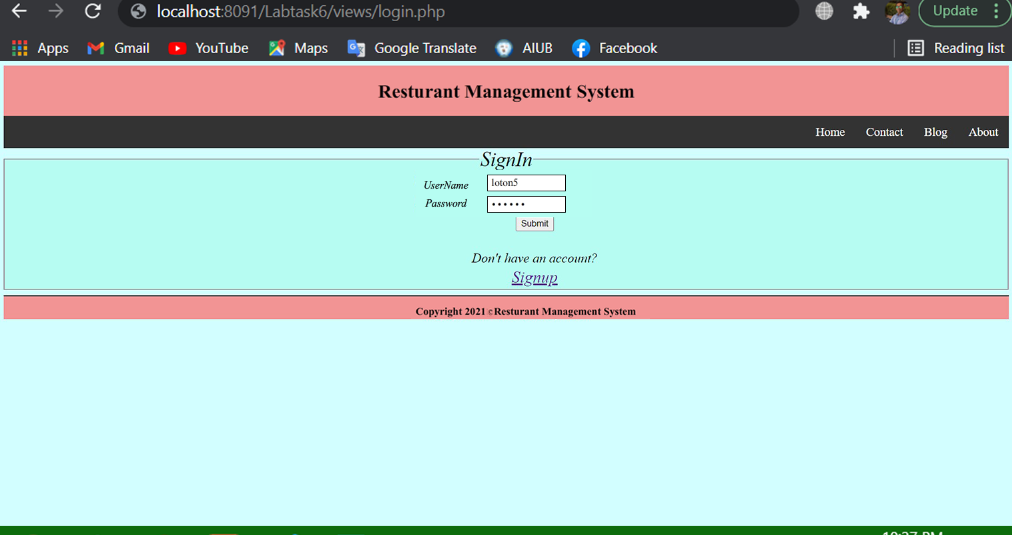 localhost:8091/Labtask6/views/login.php
Update
Apps Gmail YouTube Maps Google Translate AIUB Facebook Reading list
Resturant Management System
Home Contact Blog About
SignIn
UserName loton5
Password ••••••
Submit
Don't have an account?
Signup
Copyright 2021 © Resturant Management System